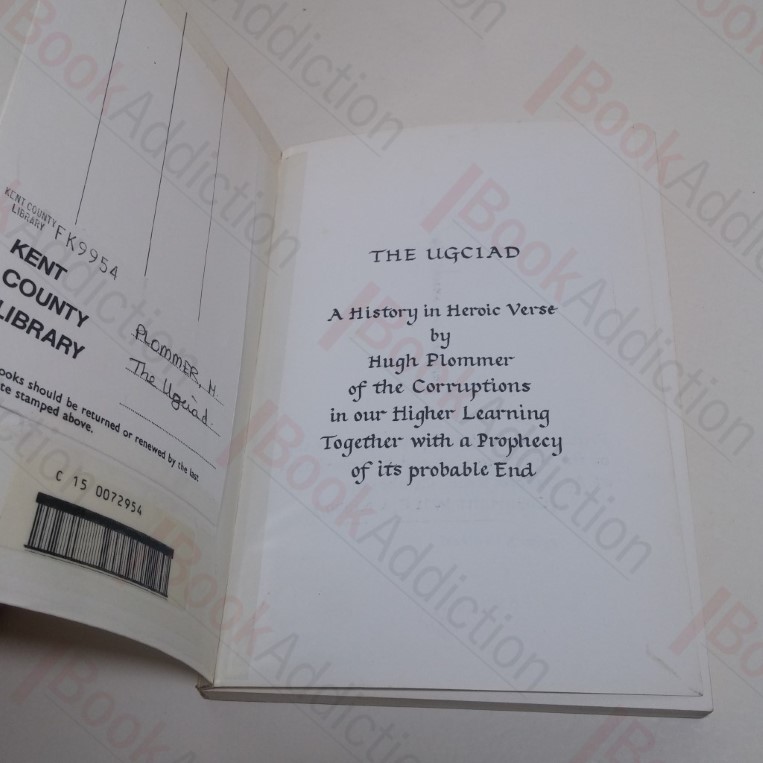 KENT COUNTY
LIBRARY
FK9954
KENT
COUNTY
LIBRARY
PLOMMER, H.
The Ugciad.
ooks should be returned or renewed by the last
te stamped above.
C 15 0072954
THE UGCIAD
A History in Heroic Verse
by
Hugh Plommer
of the Corruptions
in our Higher Learning
Together with a Prophecy
of its probable End
BookAddiction